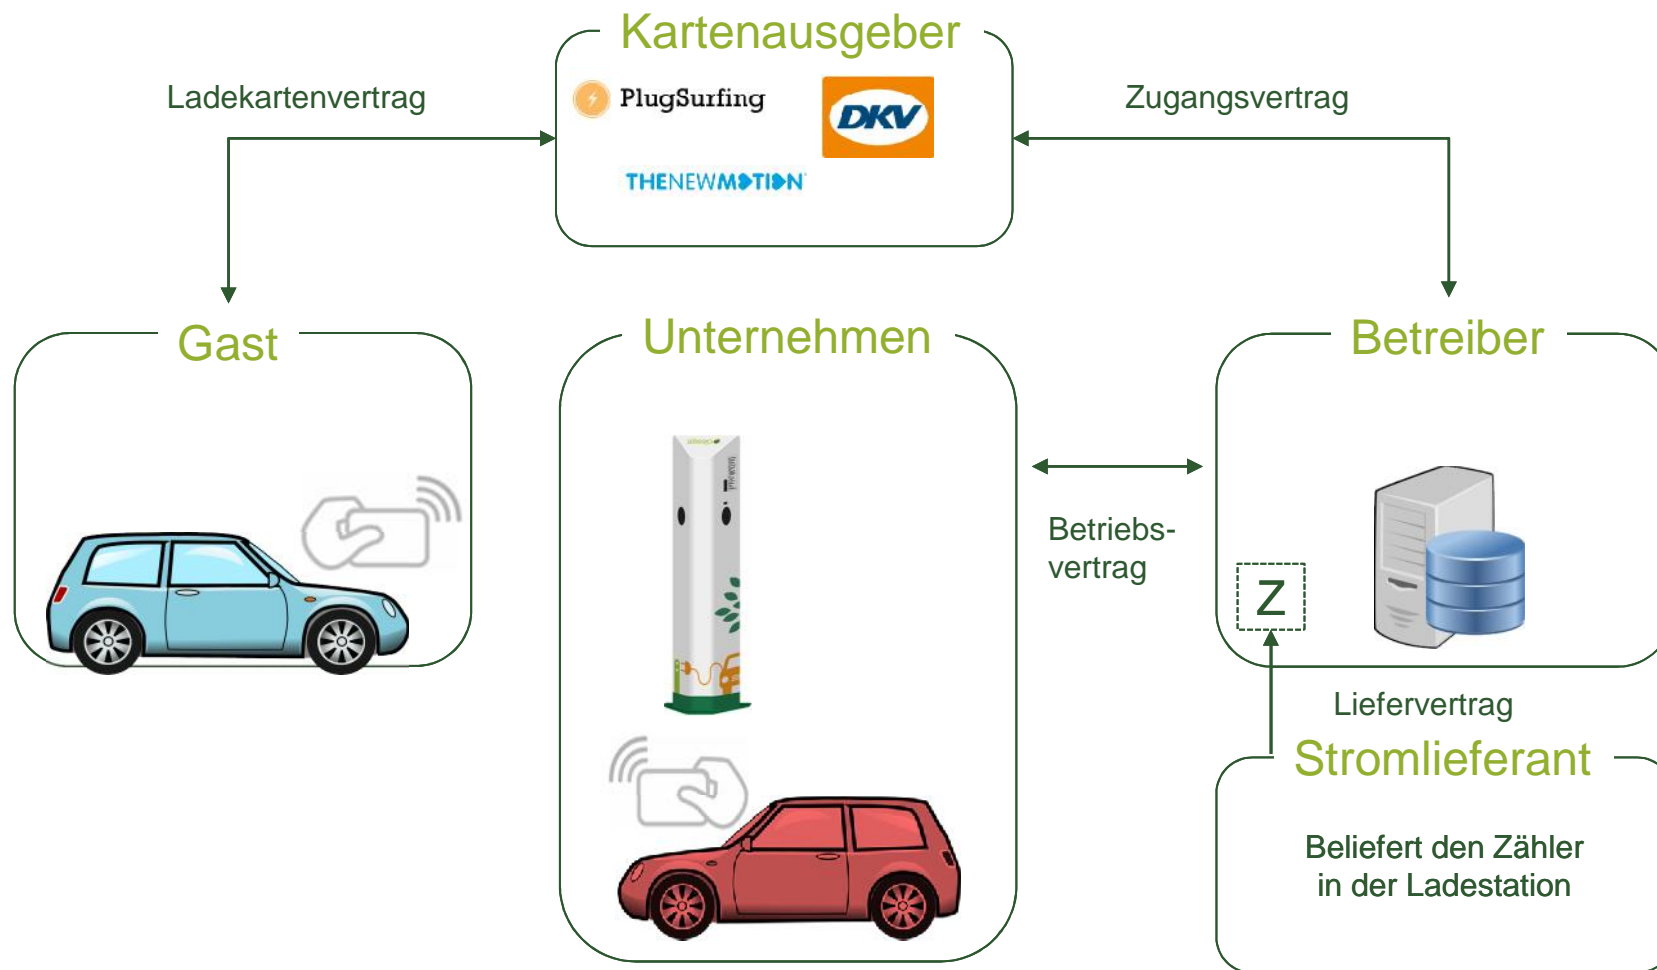 Kartenausgeber
Ladekartenvertrag
PlugSurfing
DKV
Zugangsvertrag
THENEWMOTION
Gast
Unternehmen
Betreiber
Betriebs-
vertrag
Z
Liefervertrag
Stromlieferant
Beliefert den Zähler
in der Ladestation